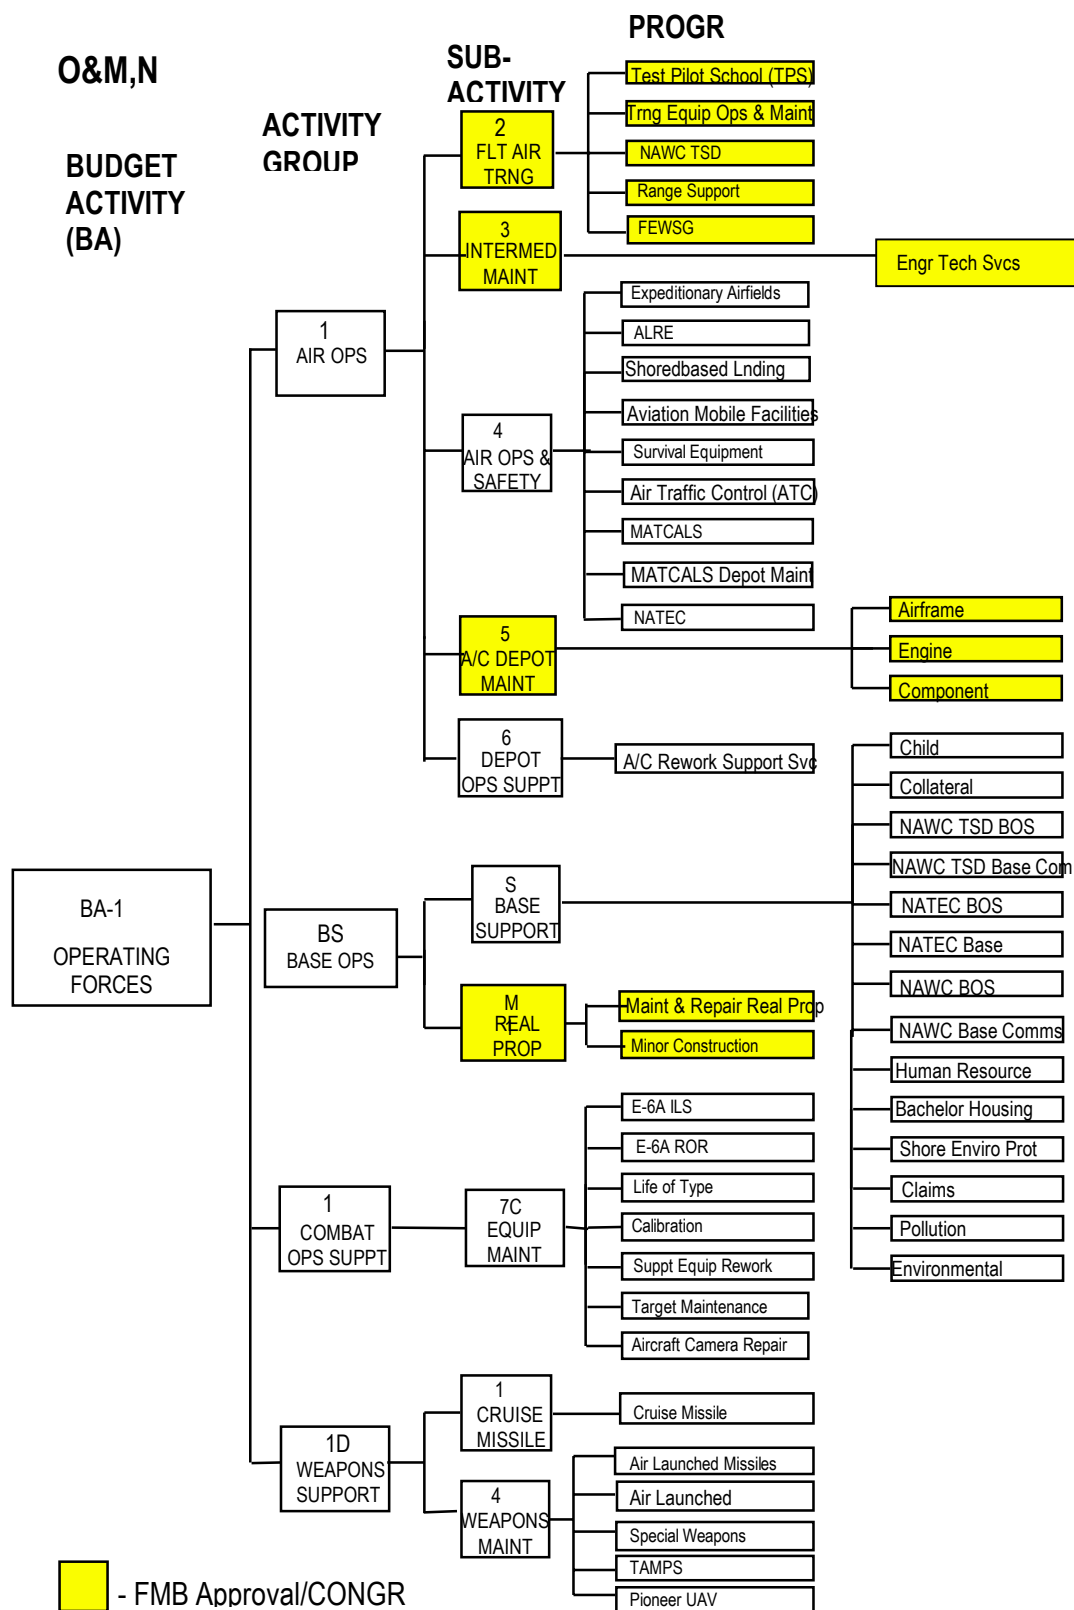 O&M,N
BUDGET
ACTIVITY
(BA)
ACTIVITY
GROUP
SUB-
ACTIVITY
PROGR
BA-1
OPERATING
FORCES
1
AIR OPS
2
FLT AIR
TRNG
Test Pilot School (TPS)
Trng Equip Ops & Maint
NAWC TSD
Range Support
FEWSG
3
INTERMED
MAINT
Engr Tech Svcs
4
AIR OPS &
SAFETY
Expeditionary Airfields
ALRE
Shoredbased Lnding
Aviation Mobile Facilities
Survival Equipment
Air Traffic Control (ATC)
MATCALS
MATCALS Depot Maint
NATEC
5
A/C DEPOT
MAINT
Airframe
Engine
Component
6
DEPOT
OPS SUPPT
A/C Rework Support Svc
BS
BASE OPS
S
BASE
SUPPORT
Child
Collateral
NAWC TSD BOS
NAWC TSD Base Com
NATEC BOS
NATEC Base
NAWC BOS
NAWC Base Comms
Human Resource
Bachelor Housing
Shore Enviro Prot
Claims
Pollution
Environmental
M
REAL
PROP
Maint & Repair Real Prop
Minor Construction
1
COMBAT
OPS SUPPT
7C
EQUIP
MAINT
E-6A ILS
E-6A ROR
Life of Type
Calibration
Suppt Equip Rework
Target Maintenance
Aircraft Camera Repair
1D
WEAPONS
SUPPORT
1
CRUISE
MISSILE
Cruise Missile
4
WEAPONS
MAINT
Air Launched Missiles
Air Launched
Special Weapons
TAMPS
Pioneer UAV
- FMB Approval/CONGR